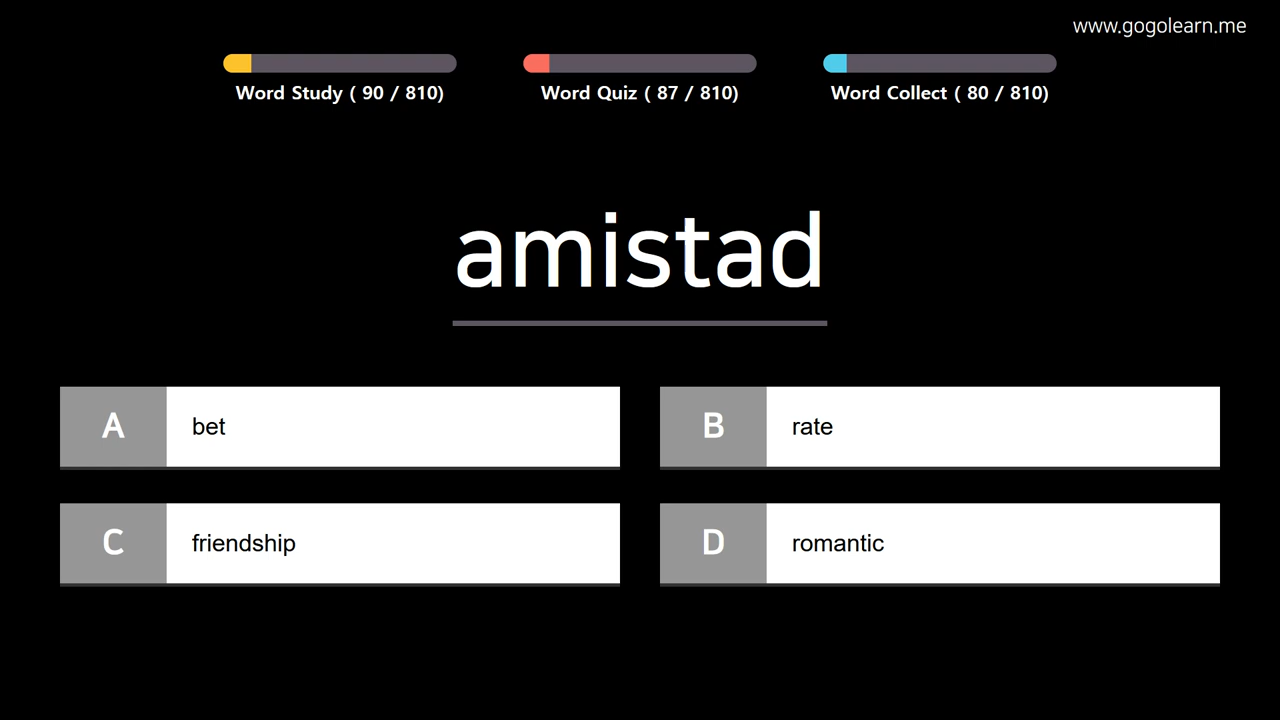 www.gogolearn.me
Word Study ( 90 / 810)
Word Quiz ( 87 / 810)
Word Collect ( 80 / 810)
amistad
A bet
B rate
C friendship
D romantic